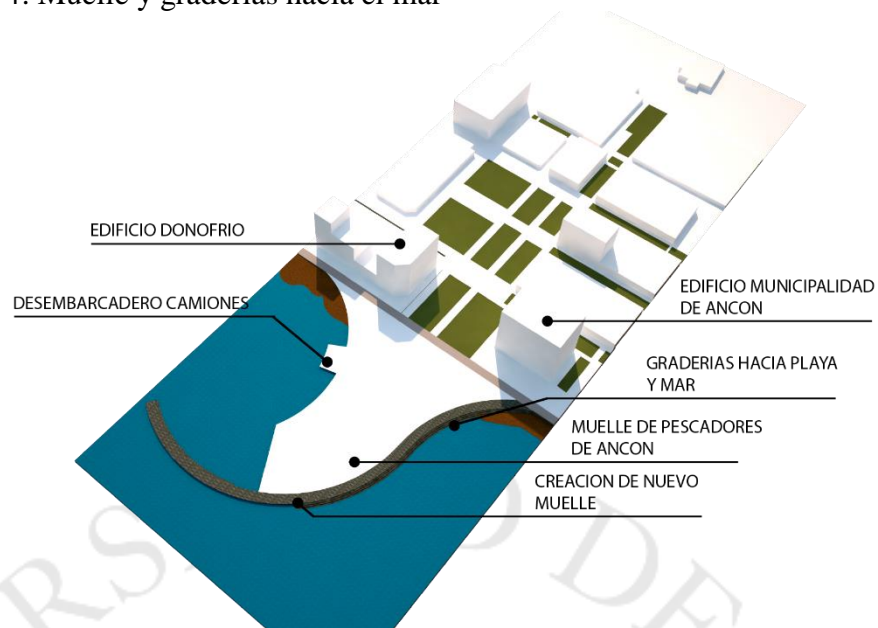 4. Muelle y graderías hacia el mar
EDIFICIO DONOFRIO
DESEMBARCADERO CAMIONES
EDIFICIO MUNICIPALIDAD
DE ANCON
GRADERIAS HACIA PLAYA
Y MAR
MUELLE DE PESCADORES
DE ANCON
CREACION DE NUEVO
MUELLE